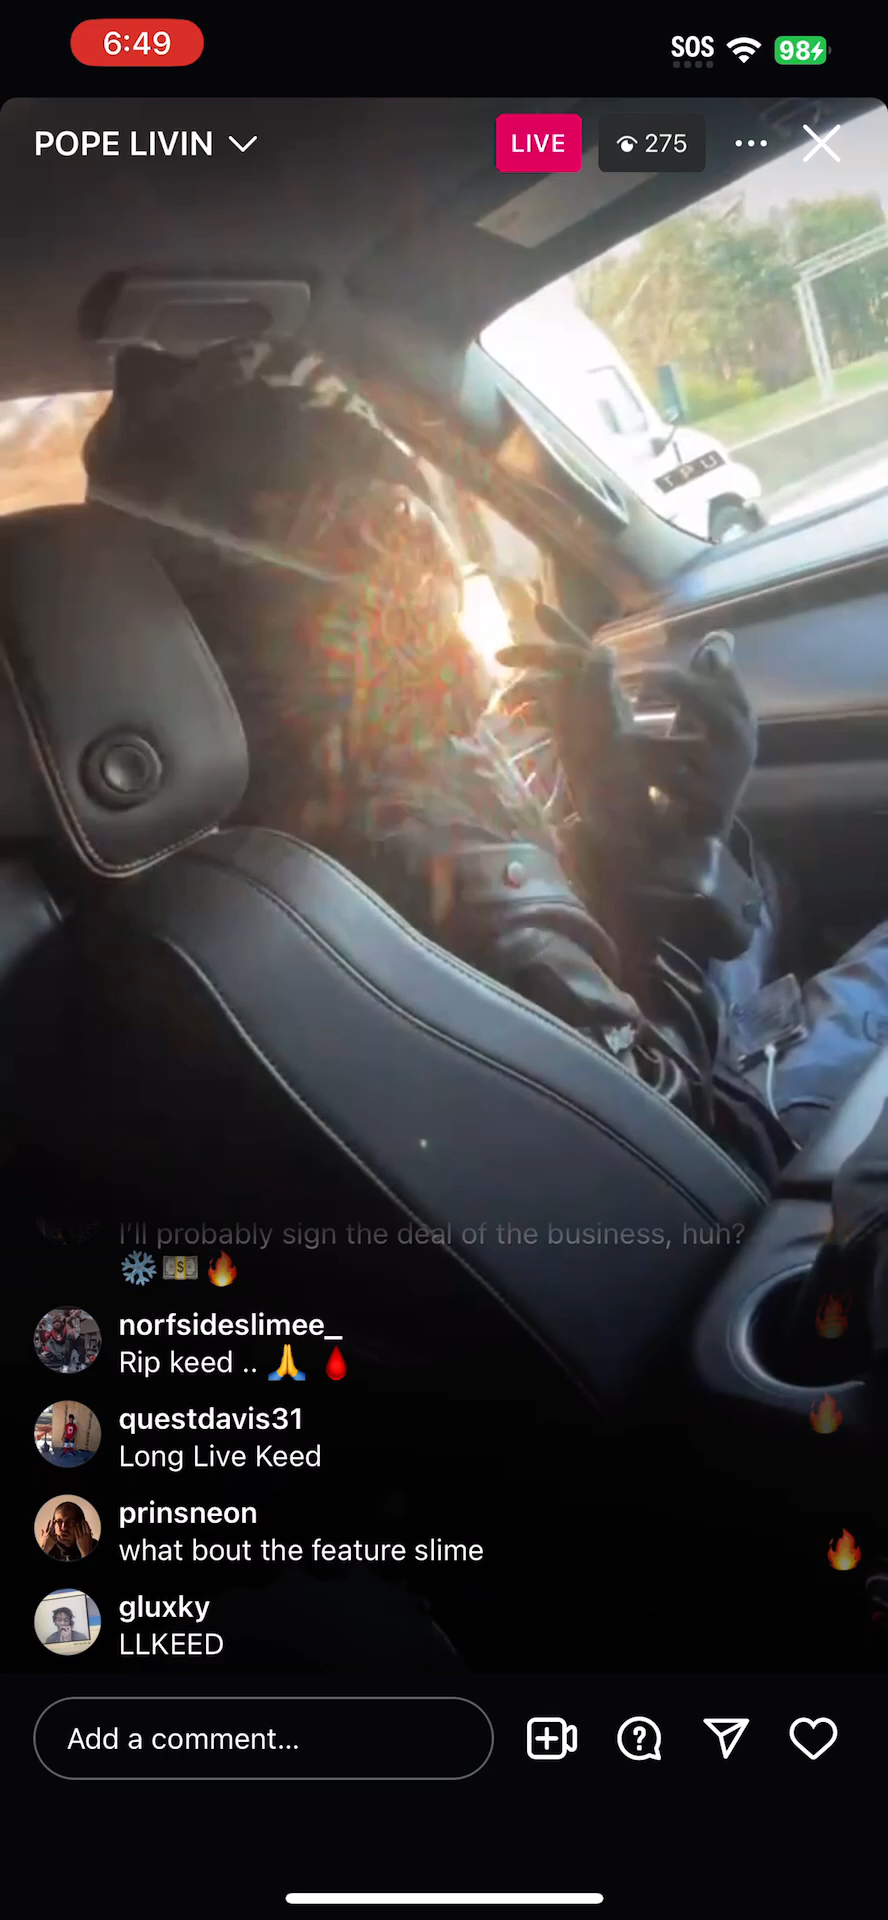 6:49
SOS
98
POPE LIVIN
LIVE
275
I'll probably sign the deal of the business, huh?
❄️💵🔥
norfsideslimee_
Rip keed .. 🙏 🩸
questdavis31
Long Live Keed
prinsneon
what bout the feature slime
gluxky
LLKEED
Add a comment...